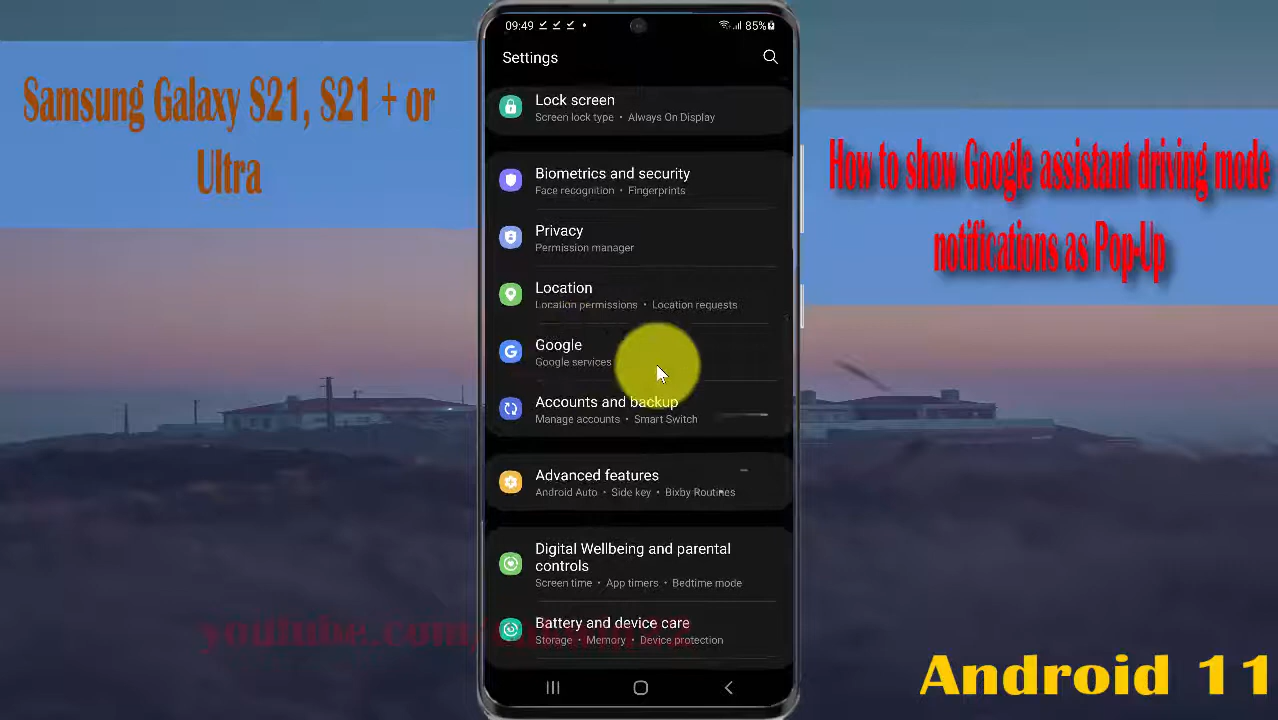 Samsung Galaxy S21, S21 + or
Ultra
09:49
85%
Settings
Lock screen
Screen lock type • Always On Display
Biometrics and security
Face recognition • Fingerprints
Privacy
Permission manager
Location
Location permissions • Location requests
Google
Google services
Accounts and backup
Manage accounts • Smart Switch
Advanced features
Android Auto • Side key • Bixby Routines
Digital Wellbeing and parental
controls
Screen time • App timers • Bedtime mode
Battery and device care
Storage • Memory • Device protection
How to show Google assistant driving mode
notifications as Pop-Up
youtube.com/
Android 11